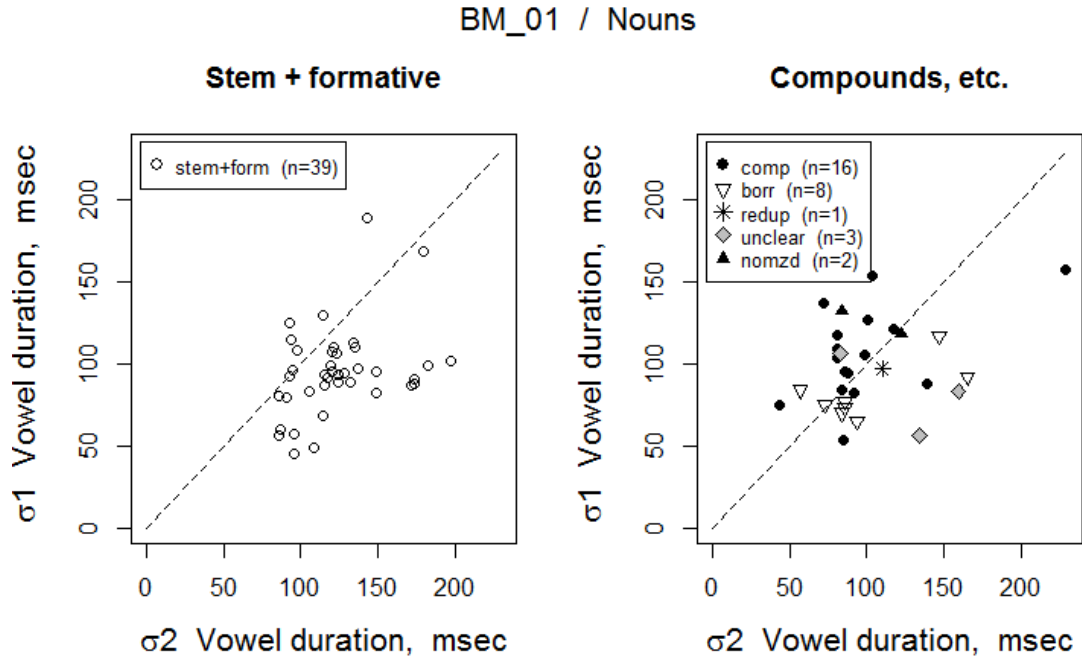 BM_01 / Nouns
Stem + formative
σ1 Vowel duration, msec
0
50
100
150
200
stem+form (n=39)
0 50 100 150 200
σ2 Vowel duration, msec
Compounds, etc.
σ1 Vowel duration, msec
0
50
100
150
200
comp (n=16)
borr (n=8)
redup (n=1)
unclear (n=3)
nomzd (n=2)
0 50 100 150 200
σ2 Vowel duration, msec